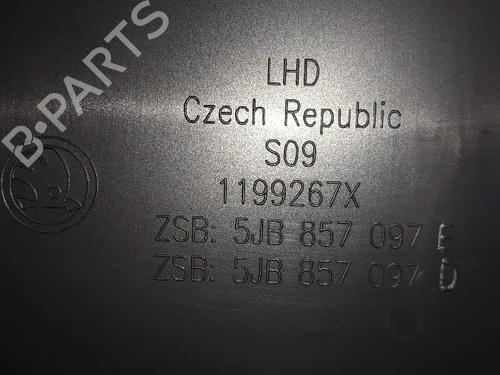 B-PARTS
LHD
Czech Republic
S09
1199267X
ZSB: 5JB 857 097 E
ZSB: 5JB 857 097 D